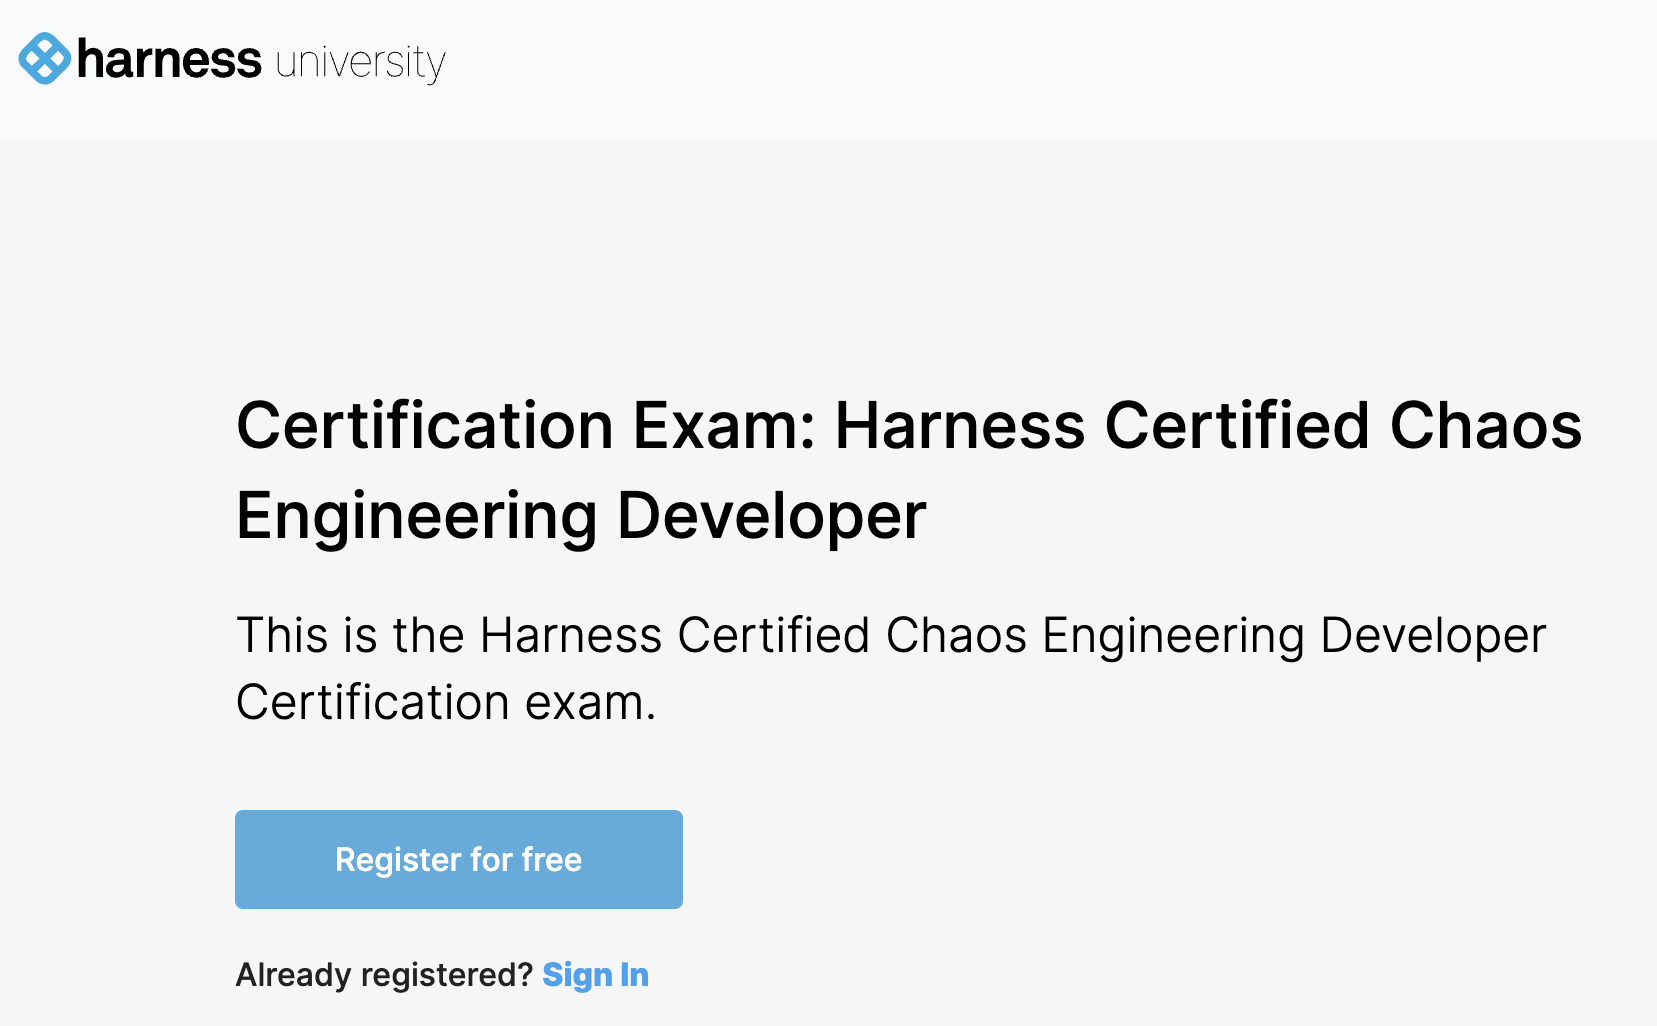 harness university
Certification Exam: Harness Certified Chaos
Engineering Developer
This is the Harness Certified Chaos Engineering Developer
Certification exam.
Register for free
Already registered? Sign In